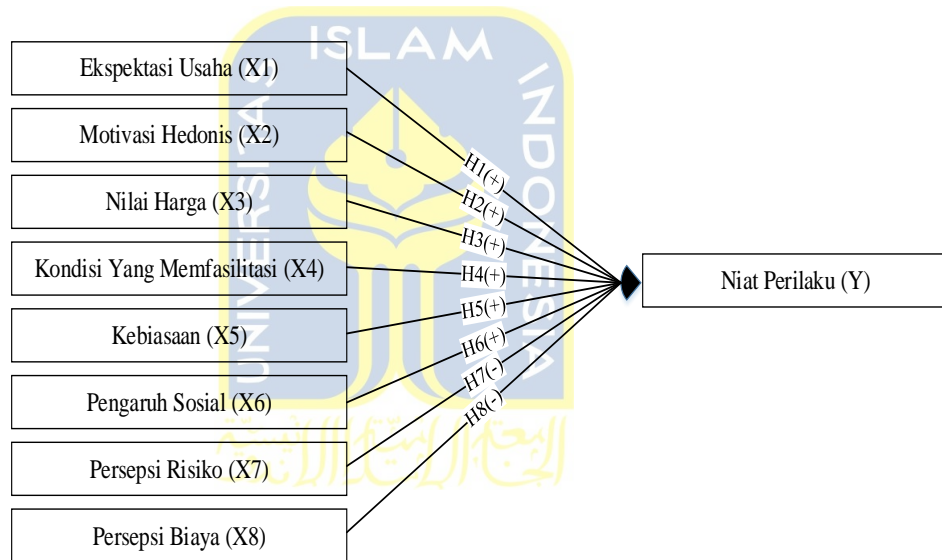 ISLAM
UNIVERSITAS
INDONESIA
Ekspektasi Usaha (X1)
Motivasi Hedonis (X2)
Nilai Harga (X3)
Kondisi Yang Memfasilitasi (X4)
Kebiasaan (X5)
Pengaruh Sosial (X6)
Persepsi Risiko (X7)
Persepsi Biaya (X8)
H1(+)
H2(+)
H3(+)
H4(+)
H5(+)
H6(+)
H7(-)
H8(-)
Niat Perilaku (Y)